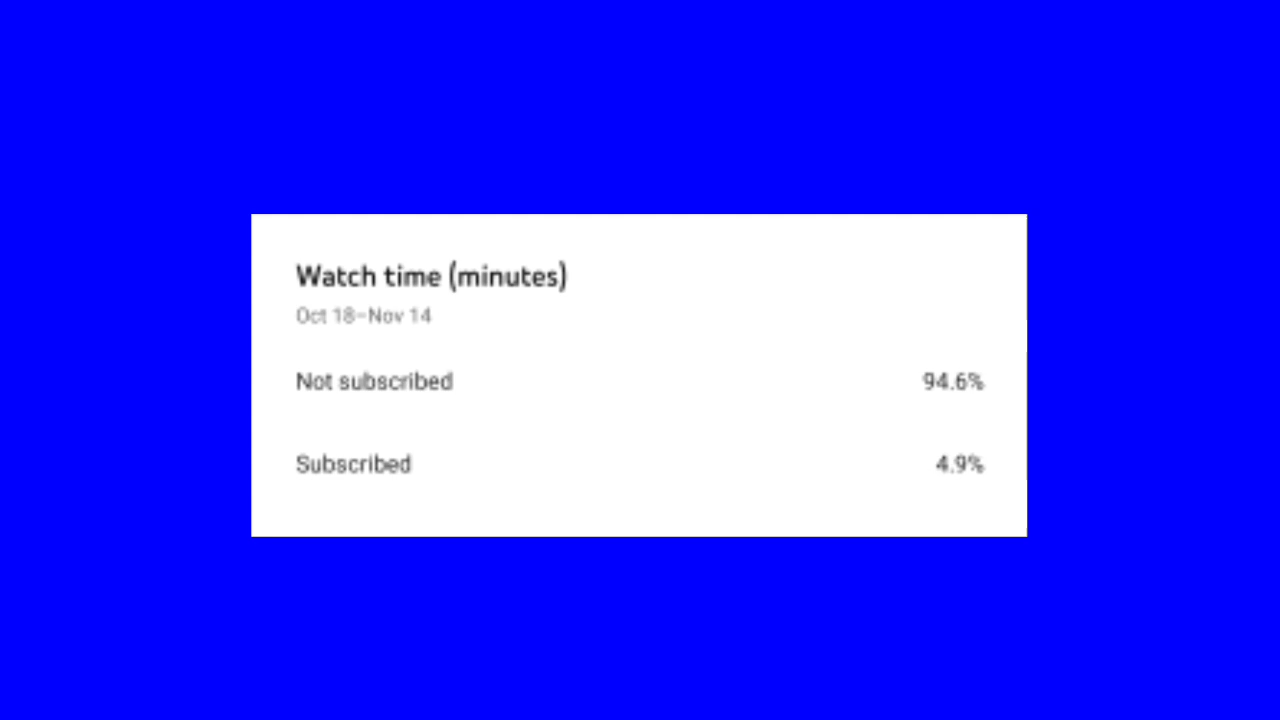 Watch time (minutes)
Oct 18–Nov 14
Not subscribed 94.6%
Subscribed 4.9%